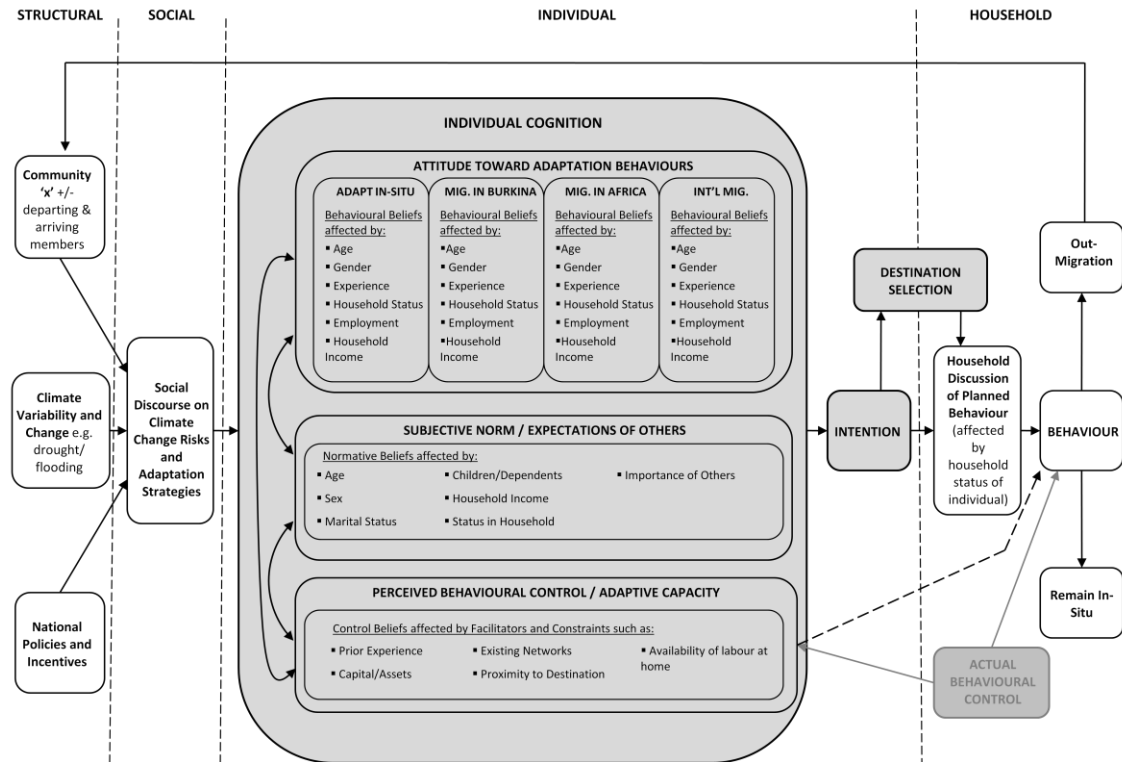 STRUCTURAL
SOCIAL
INDIVIDUAL
HOUSEHOLD
Community
‘x’ +/-
departing &
arriving
members
Climate
Variability and
Change e.g.
drought/
flooding
National
Policies and
Incentives
Social
Discourse on
Climate
Change Risks
and
Adaptation
Strategies
INDIVIDUAL COGNITION
ATTITUDE TOWARD ADAPTATION BEHAVIOURS
ADAPT IN-SITU
Behavioural Beliefs
affected by:
▪ Age
▪ Gender
▪ Experience
▪ Household Status
▪ Employment
▪ Household
Income
MIG. IN BURKINA
Behavioural Beliefs
affected by:
▪Age
▪ Gender
▪ Experience
▪ Household Status
▪ Employment
▪Household
Income
MIG. IN AFRICA
Behavioural Beliefs
affected by:
▪ Age
▪ Gender
▪ Experience
▪ Household Status
▪ Employment
▪Household
Income
INT’L MIG.
Behavioural Beliefs
affected by:
▪ Age
▪ Gender
▪ Experience
▪ Household Status
▪ Employment
▪Household
Income
SUBJECTIVE NORM / EXPECTATIONS OF OTHERS
Normative Beliefs affected by:
▪ Age
▪ Sex
▪ Marital Status
▪ Children/Dependents
▪ Household Income
▪ Status in Household
▪ Importance of Others
PERCEIVED BEHAVIOURAL CONTROL / ADAPTIVE CAPACITY
Control Beliefs affected by Facilitators and Constraints such as:
▪ Prior Experience
▪ Capital/Assets
▪ Existing Networks
▪ Proximity to Destination
▪ Availability of labour at
home
INTENTION
DESTINATION
SELECTION
Household
Discussion
of Planned
Behaviour
(affected
by
household
status of
individual)
Out-
Migration
BEHAVIOUR
Remain In-
Situ
ACTUAL
BEHAVIOURAL
CONTROL